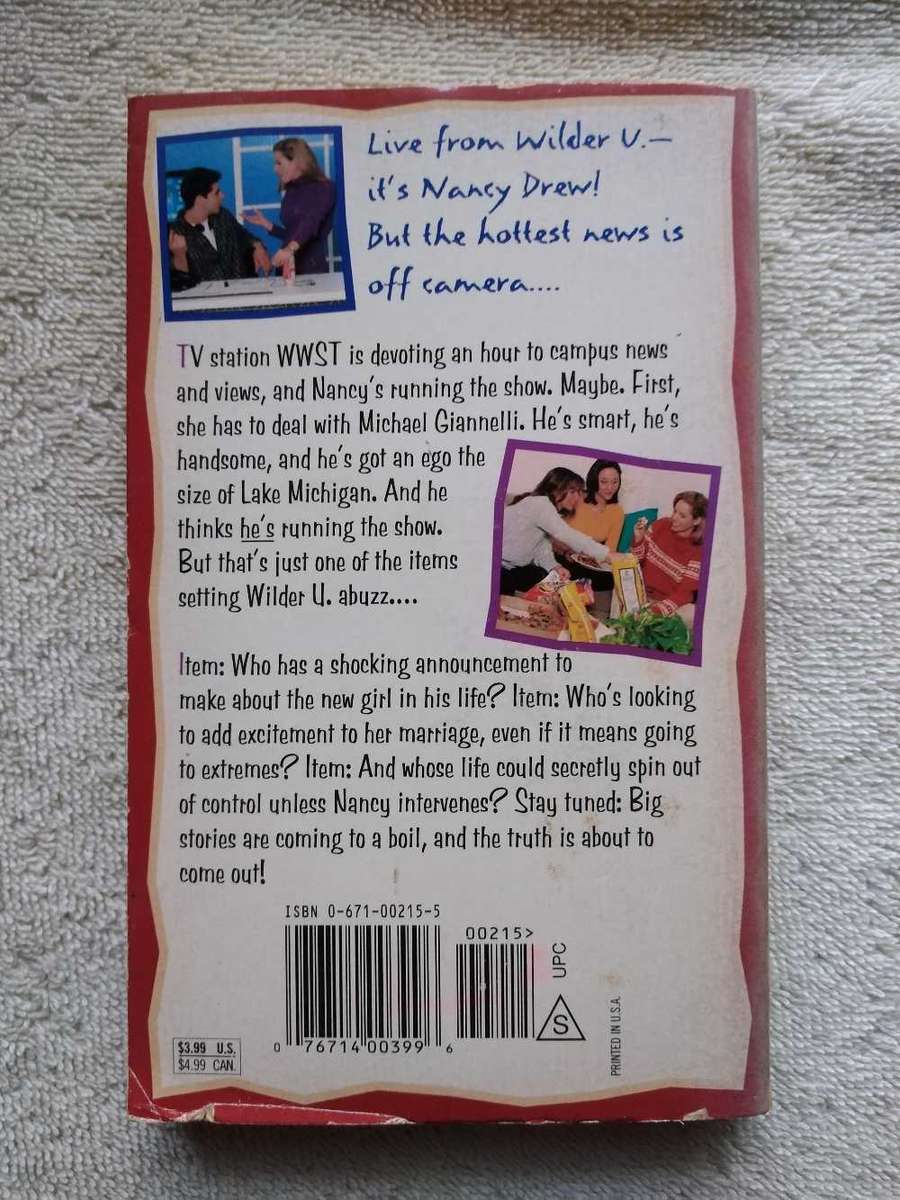 Live from Wilder U.—
it's Nancy Drew!
But the hottest news is
off camera....
TV station WWST is devoting an hour to campus news
and views, and Nancy's running the show. Maybe. First,
she has to deal with Michael Giannelli. He's smart, he's
handsome, and he's got an ego the
size of Lake Michigan. And he
thinks he's running the show.
But that's just one of the items
setting Wilder U. abuzz....
Item: Who has a shocking announcement to
make about the new girl in his life? Item: Who's looking
to add excitement to her marriage, even if it means going
to extremes? Item: And whose life could secretly spin out
of control unless Nancy intervenes? Stay tuned: Big
stories are coming to a boil, and the truth is about to
come out!
ISBN 0-671-00215-5
00215>
UPC
S
PRINTED IN U.S.A.
0 76714 00399 6
$3.99 U.S.
$4.99 CAN.